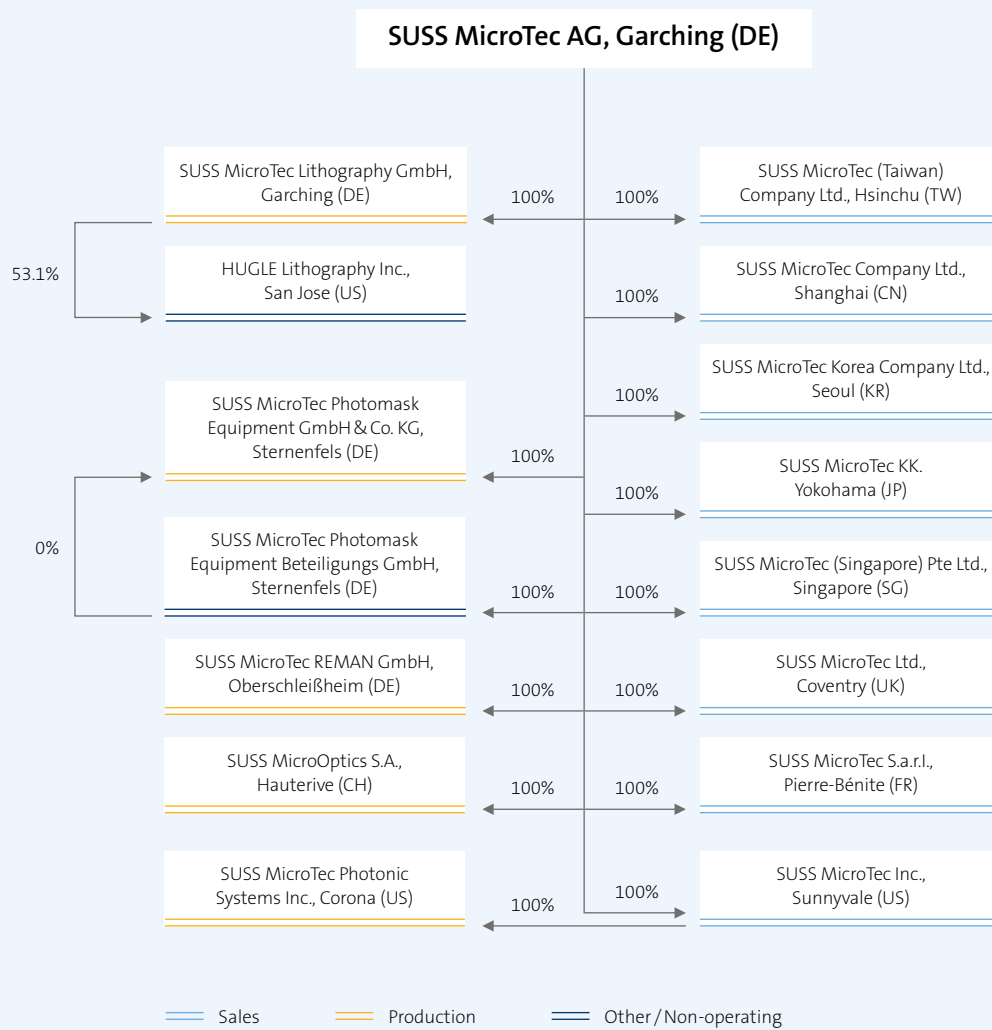 SUSS MicroTec AG, Garching (DE)
SUSS MicroTec Lithography GmbH,
Garching (DE)
100%
100%
SUSS MicroTec (Taiwan)
Company Ltd., Hsinchu (TW)
53.1%
HUGLE Lithography Inc.,
San Jose (US)
100%
SUSS MicroTec Company Ltd.,
Shanghai (CN)
100%
SUSS MicroTec Korea Company Ltd.,
Seoul (KR)
SUSS MicroTec Photomask
Equipment GmbH & Co. KG,
Sternenfels (DE)
100%
100%
SUSS MicroTec KK.
Yokohama (JP)
0%
SUSS MicroTec Photomask
Equipment Beteiligungs GmbH,
Sternenfels (DE)
100%
100%
SUSS MicroTec (Singapore) Pte Ltd.,
Singapore (SG)
SUSS MicroTec REMAN GmbH,
Oberschleißheim (DE)
100%
100%
SUSS MicroTec Ltd.,
Coventry (UK)
SUSS MicroOptics S.A.,
Hauterive (CH)
100%
100%
SUSS MicroTec S.a.r.l.,
Pierre-Bénite (FR)
SUSS MicroTec Photonic
Systems Inc., Corona (US)
100%
100%
SUSS MicroTec Inc.,
Sunnyvale (US)
Sales
Production
Other / Non-operating